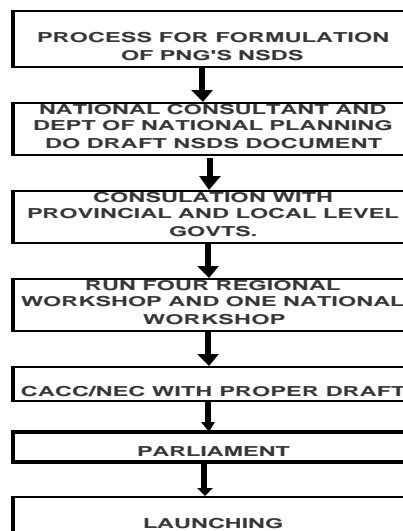 PROCESS FOR FORMULATION
OF PNG'S NSDS
NATIONAL CONSULTANT AND
DEPT OF NATIONAL PLANNING
DO DRAFT NSDS DOCUMENT
CONSULATION WITH
PROVINCIAL AND LOCAL LEVEL
GOVTS.
RUN FOUR REGIONAL
WORKSHOP AND ONE NATIONAL
WORKSHOP
CACC/NEC WITH PROPER DRAFT
PARLIAMENT
LAUNCHING